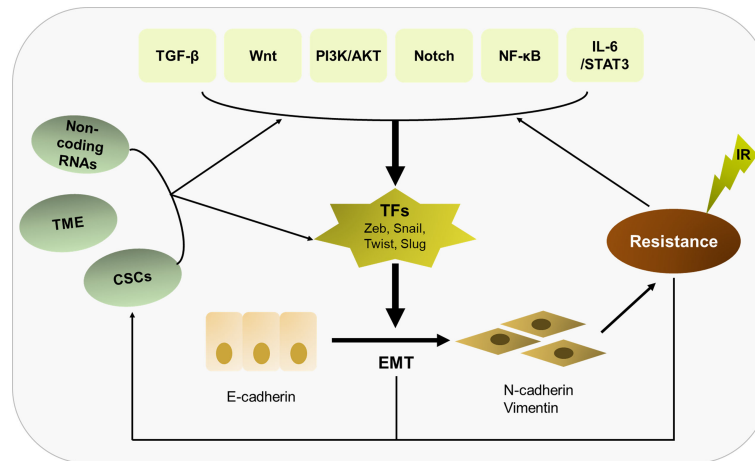 TGF-β
Wnt
PI3K/AKT
Notch
NF-κB
IL-6
/STAT3
Non-
coding
RNAs
TME
CSCs
TFs
Zeb, Snail,
Twist, Slug
IR
Resistance
EMT
E-cadherin
N-cadherin
Vimentin